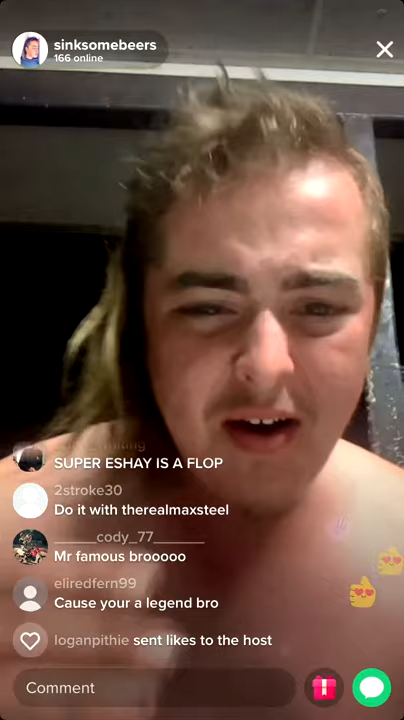 sinksomebeers
166 online
SUPER ESHAY IS A FLOP
2stroke30
Do it with therealmaxsteel
_____cody_77______
Mr famous brooooo
eliredfern99
Cause your a legend bro
loganpithie sent likes to the host
Comment